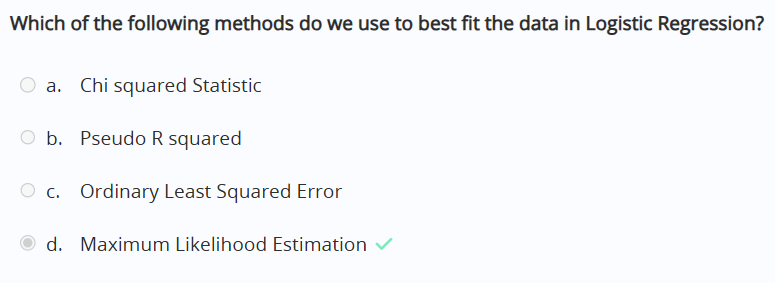 Which of the following methods do we use to best fit the data in Logistic Regression?
a. Chi squared Statistic
b. Pseudo R squared
c. Ordinary Least Squared Error
d. Maximum Likelihood Estimation